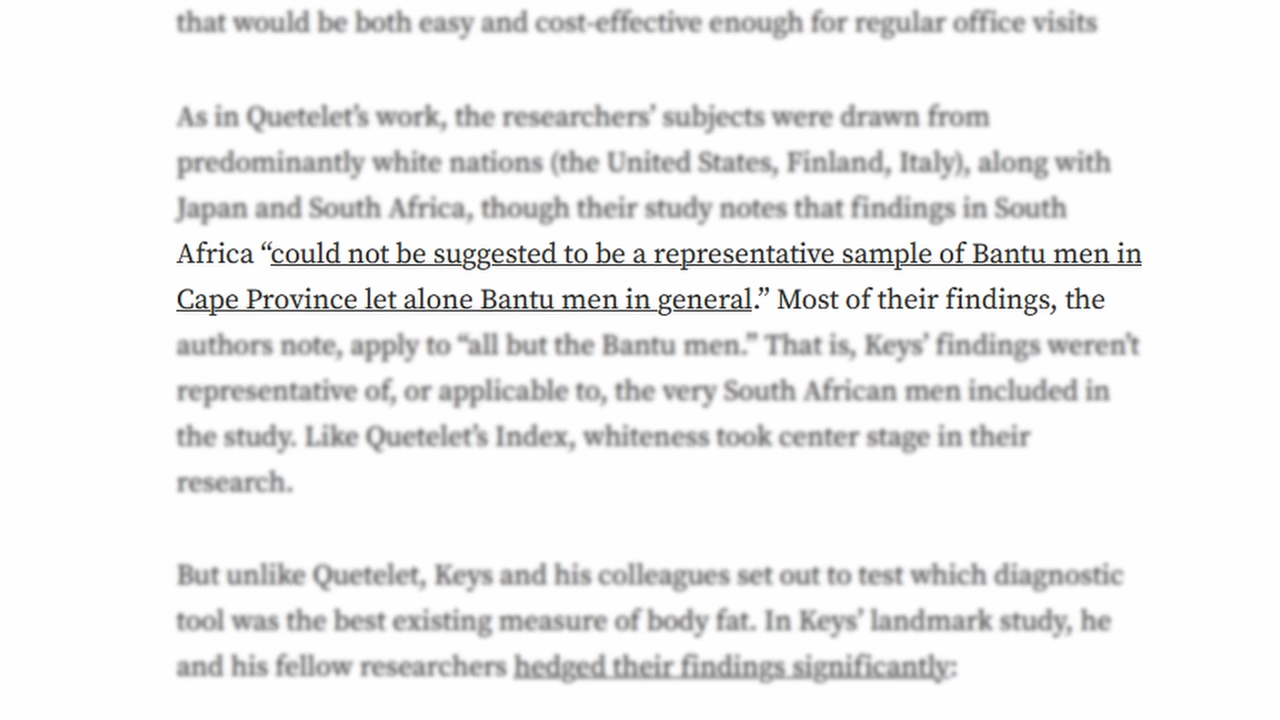 that would be both easy and cost-effective enough for regular office visits
As in Quetelet’s work, the researchers’ subjects were drawn from
predominantly white nations (the United States, Finland, Italy), along with
Japan and South Africa, though their study notes that findings in South
Africa “could not be suggested to be a representative sample of Bantu men in
Cape Province let alone Bantu men in general.” Most of their findings, the
authors note, apply to “all but the Bantu men.” That is, Keys’ findings weren’t
representative of, or applicable to, the very South African men included in
the study. Like Quetelet’s Index, whiteness took center stage in their
research.
But unlike Quetelet, Keys and his colleagues set out to test which diagnostic
tool was the best existing measure of body fat. In Keys’ landmark study, he
and his fellow researchers hedged their findings significantly: